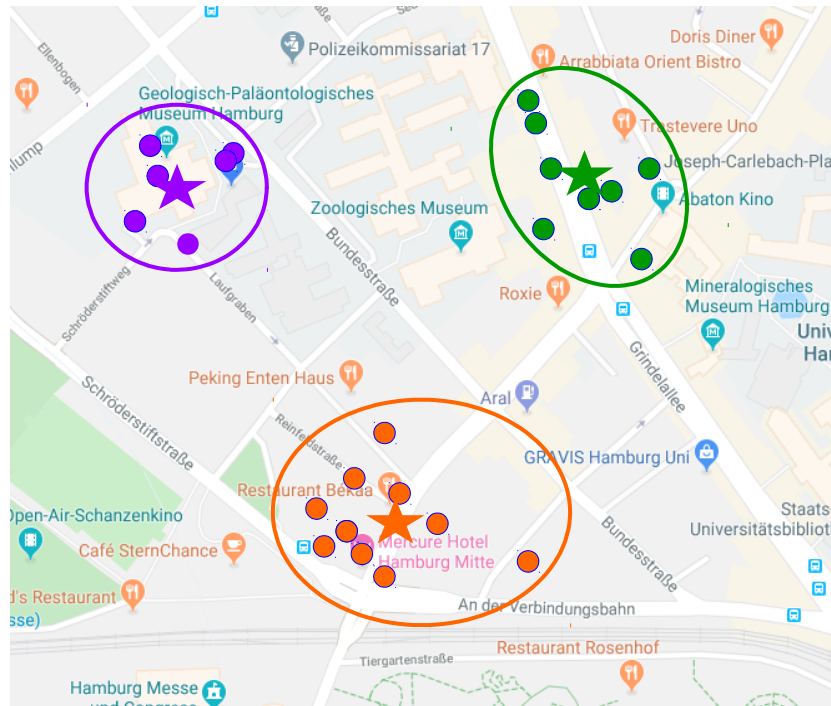 Polizeikommissariat 17
Doris Diner
Arrabbiata Orient Bistro
Ellenbogen
Geologisch-Paläontologisches
Museum Hamburg
Trastevere Uno
Joseph-Carlebach-Pla
Abaton Kino
Zoologisches Museum
Bundesstraße
Schröderstiftweg
Laufgraben
Roxie
Mineralogisches
Museum Hamburg
Grindelallee
Peking Enten Haus
Aral
Schröderstiftstraße
Reinfeldstraße
GRAVIS Hamburg Uni
Restaurant Békaa
Open-Air-Schanzenkino
Café SternChance
Mercure Hotel
Hamburg Mitte
Staats-
Universitätsbibliot
Bundesstraße
d's Restaurant
sse)
An der Verbindungsbahn
Restaurant Rosenhof
Tiergartenstraße
Hamburg Messe
und Congress